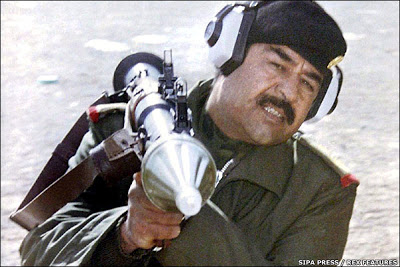 SIPA PRESS / REX FEATURES